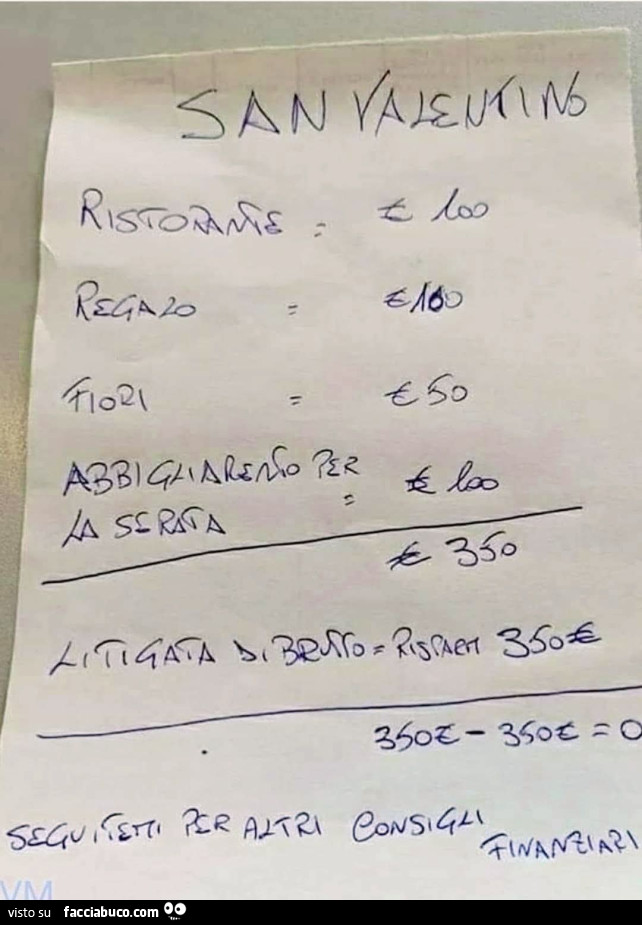 SAN VALENTINO
RISTORANTE = € 100
REGALO = € 100
FIORI = € 50
ABBIGLIAMENTO PER
LA SERATA = € 100
€ 350
LITIGATA DI BRUTTO = RISPARMI 350€
350€ - 350€ = 0
SEGUITEMI PER ALTRI CONSIGLI
FINANZIARI
VM
visto su facciabuco.com